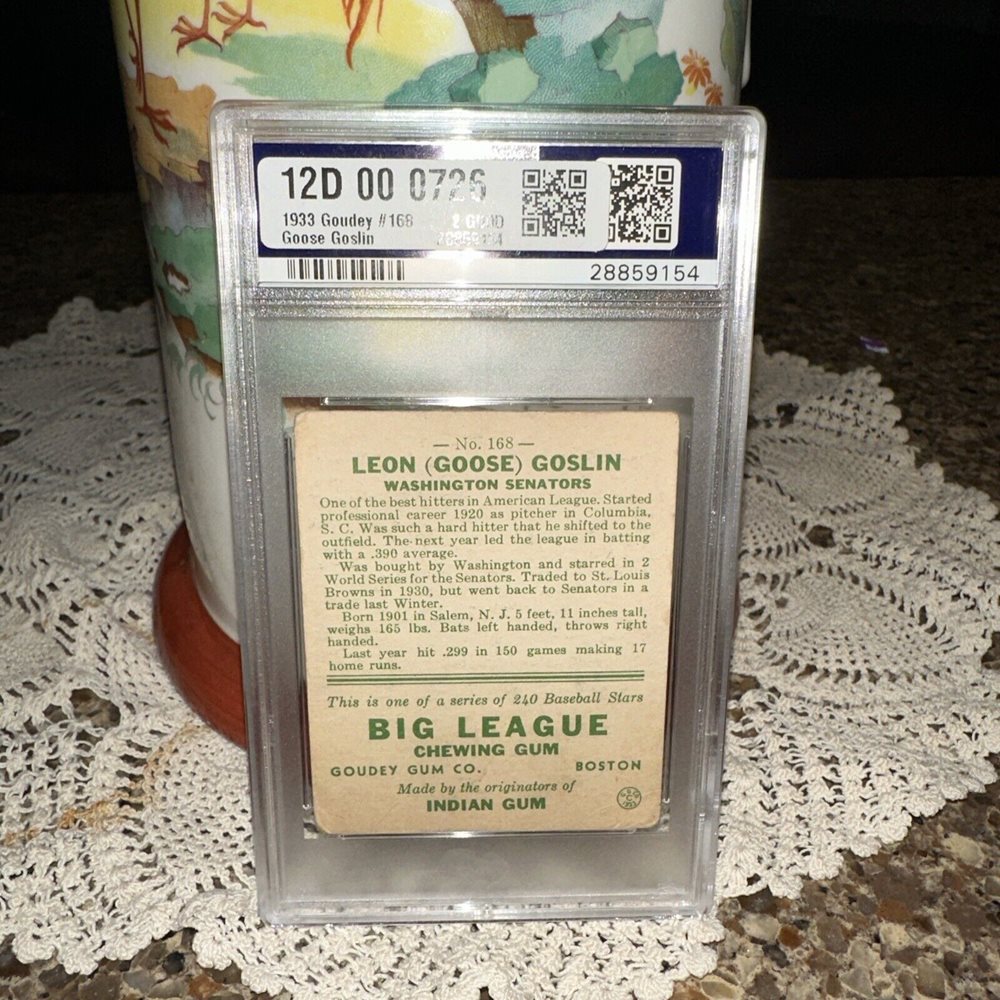 12D 00 0726
1933 Goudey #168
Goose Goslin
28859154
— No. 168 —
LEON (GOOSE) GOSLIN
WASHINGTON SENATORS
One of the best hitters in American League. Started
professional career 1920 as pitcher in Columbia,
S. C. Was such a hard hitter that he shifted to the
outfield. The next year led the league in batting
with a .390 average.
Was bought by Washington and starred in 2
World Series for the Senators. Traded to St. Louis
Browns in 1930, but went back to Senators in a
trade last Winter.
Born 1901 in Salem, N. J. 5 feet, 11 inches tall,
weighs 165 lbs. Bats left handed, throws right
handed.
Last year hit .299 in 150 games making 17
home runs.
This is one of a series of 240 Baseball Stars
BIG LEAGUE
CHEWING GUM
GOUDEY GUM CO. BOSTON
Made by the originators of
INDIAN GUM